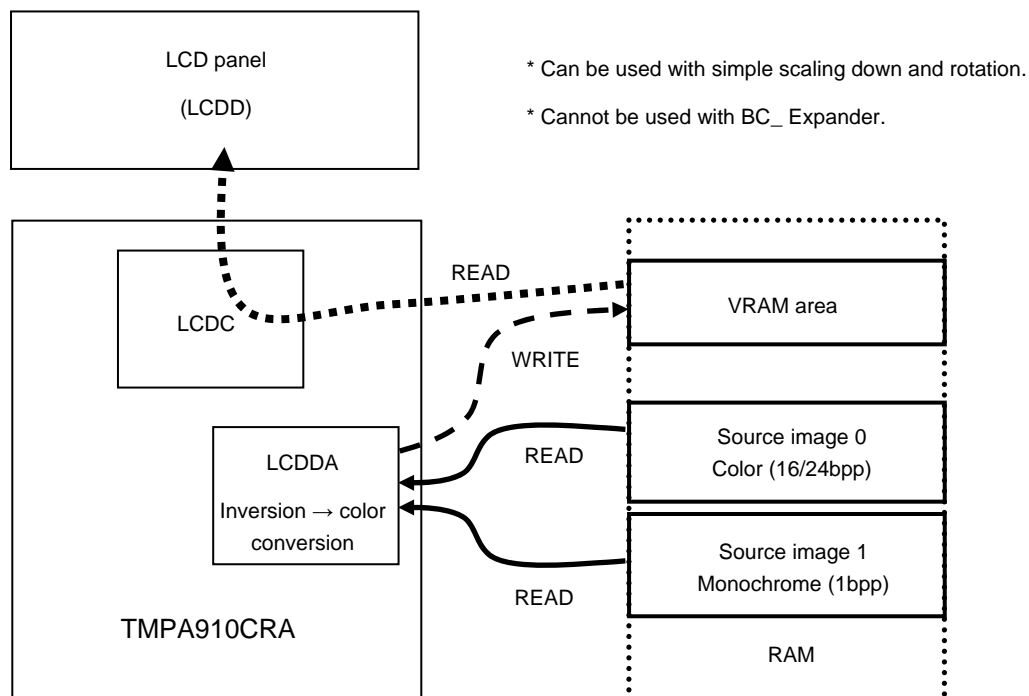 LCD panel
(LCDD)
* Can be used with simple scaling down and rotation.
* Cannot be used with BC_ Expander.
READ
LCDC
VRAM area
WRITE
LCDDA
Inversion → color
conversion
READ
Source image 0
Color (16/24bpp)
Source image 1
Monochrome (1bpp)
READ
TMPA910CRA
RAM